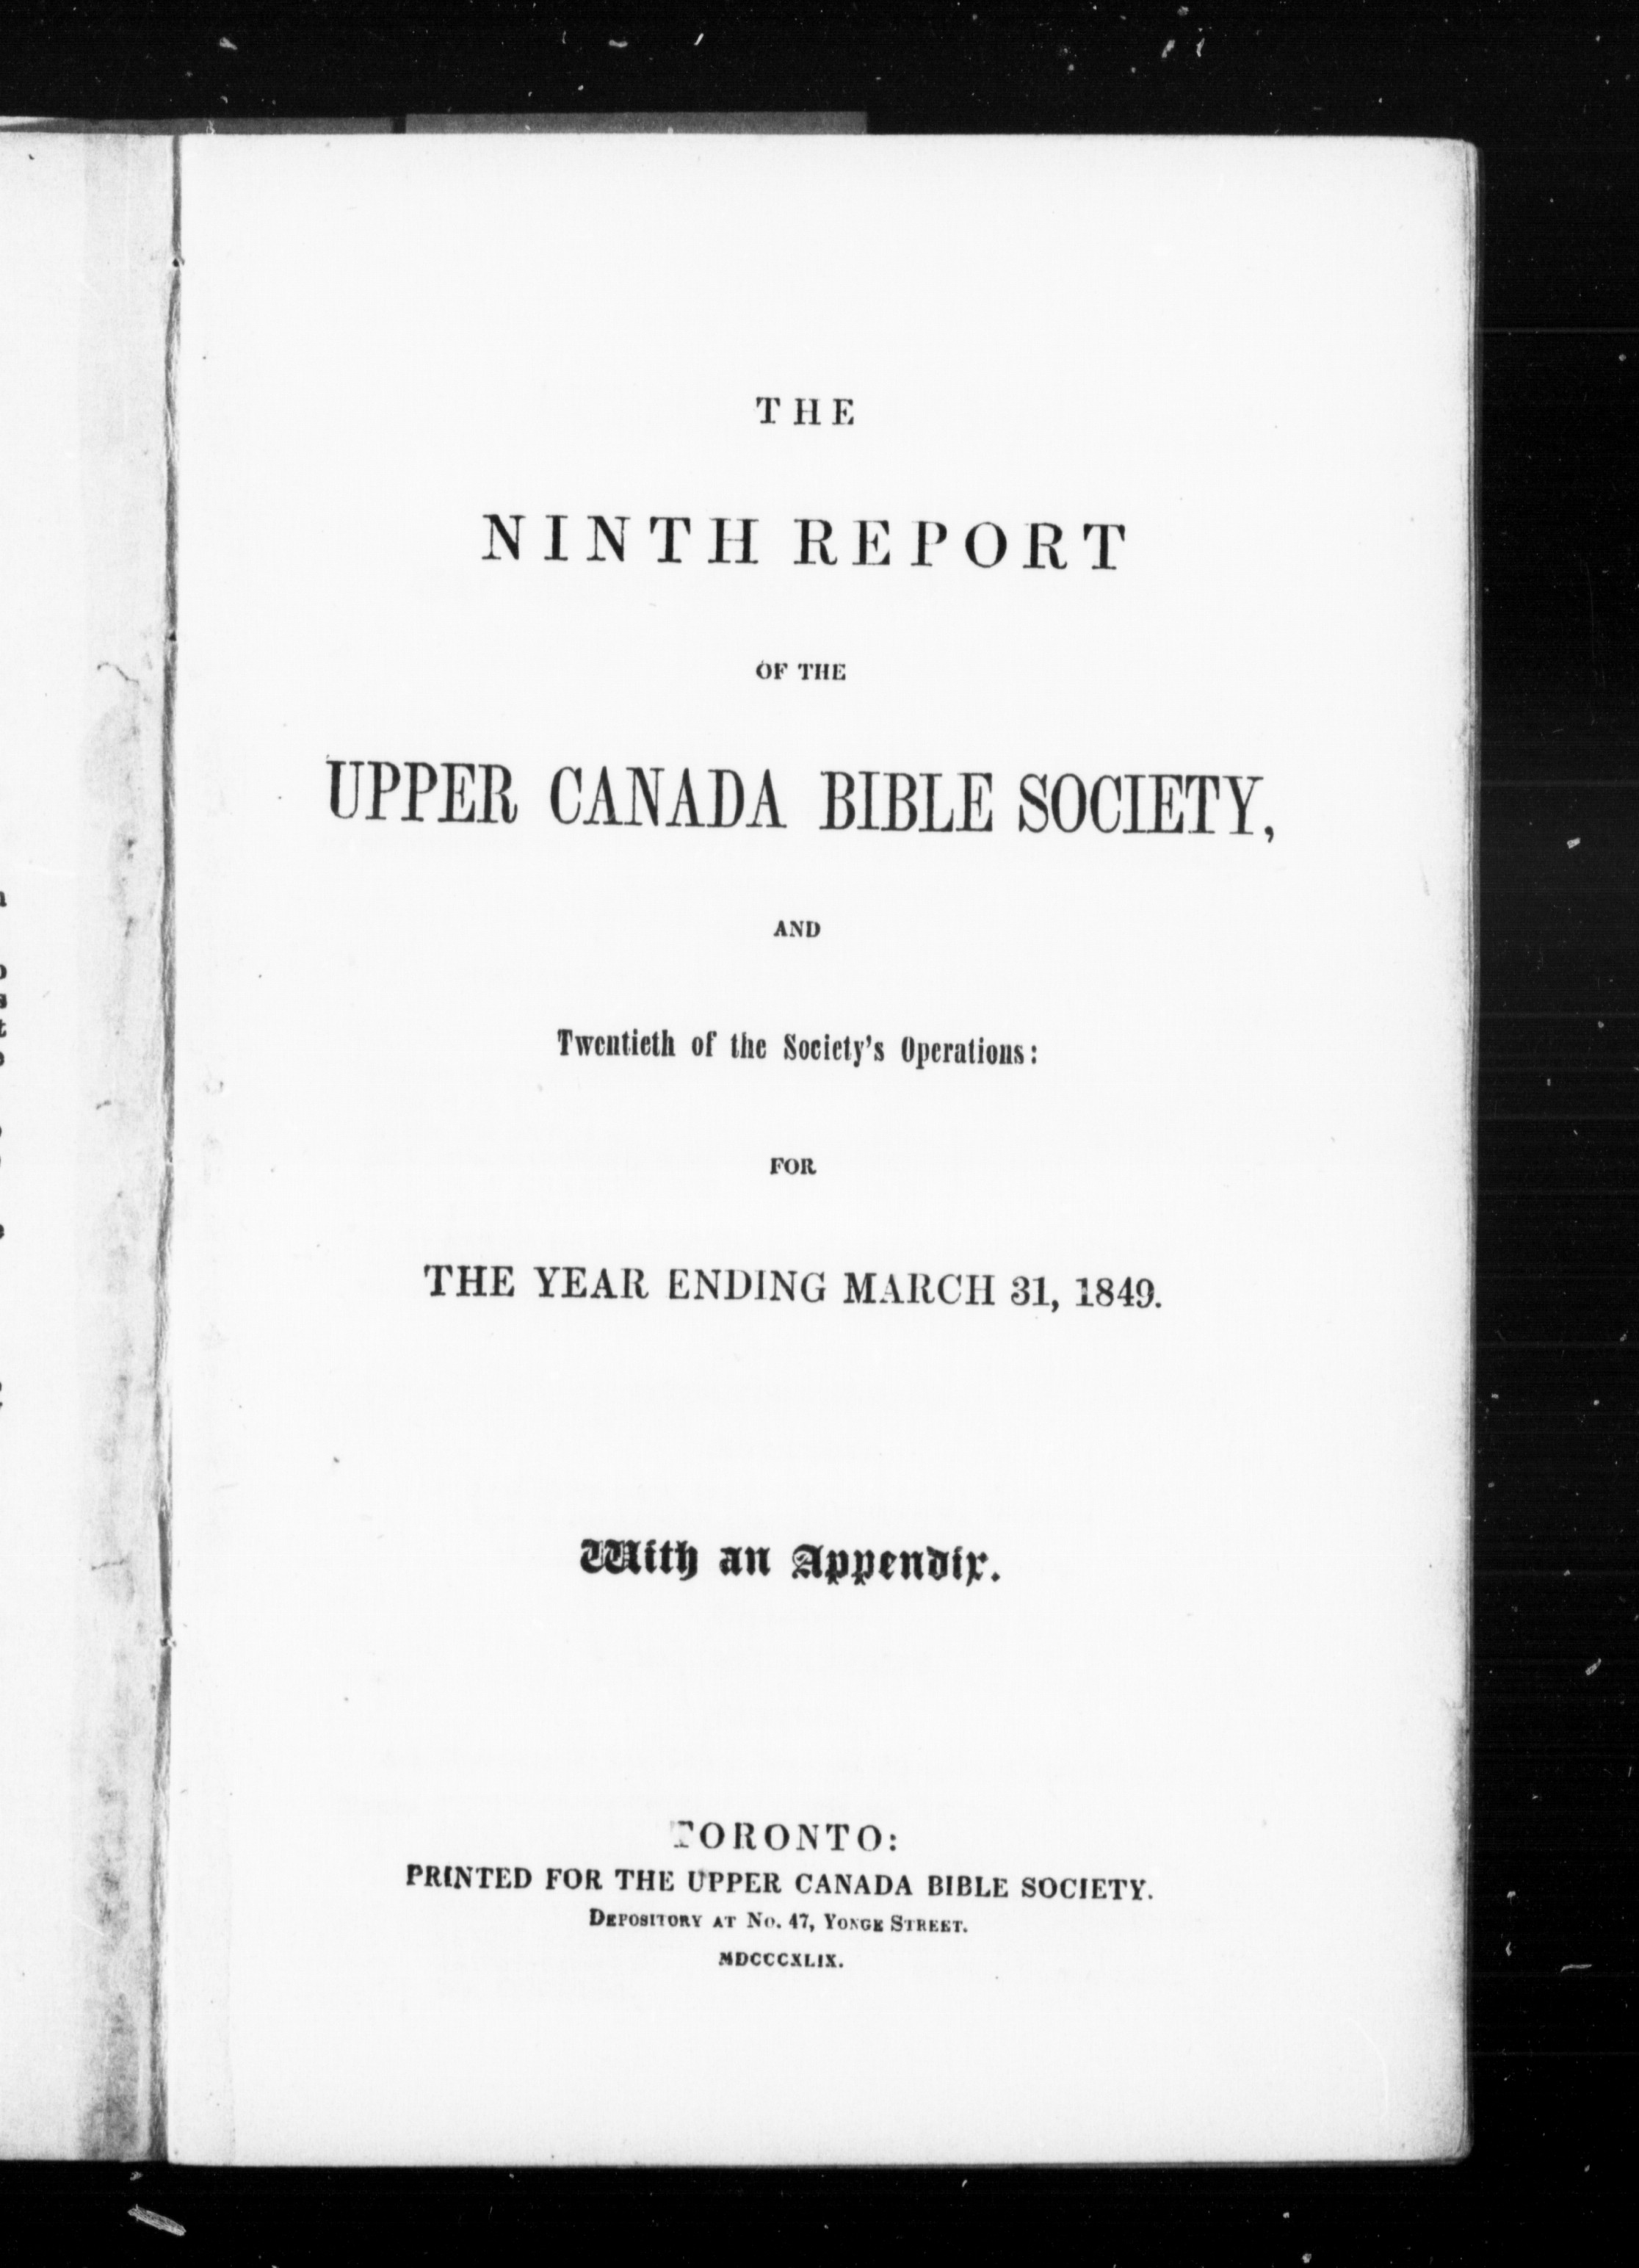 THE
NINTH REPORT
OF THE
UPPER CANADA BIBLE SOCIETY,
AND
Twentieth of the Society's Operations:
FOR
THE YEAR ENDING MARCH 31, 1849.
With an Appendix.
TORONTO:
PRINTED FOR THE UPPER CANADA BIBLE SOCIETY.
DEPOSITORY AT No. 47, YONGE STREET.
MDCCCXLIX.